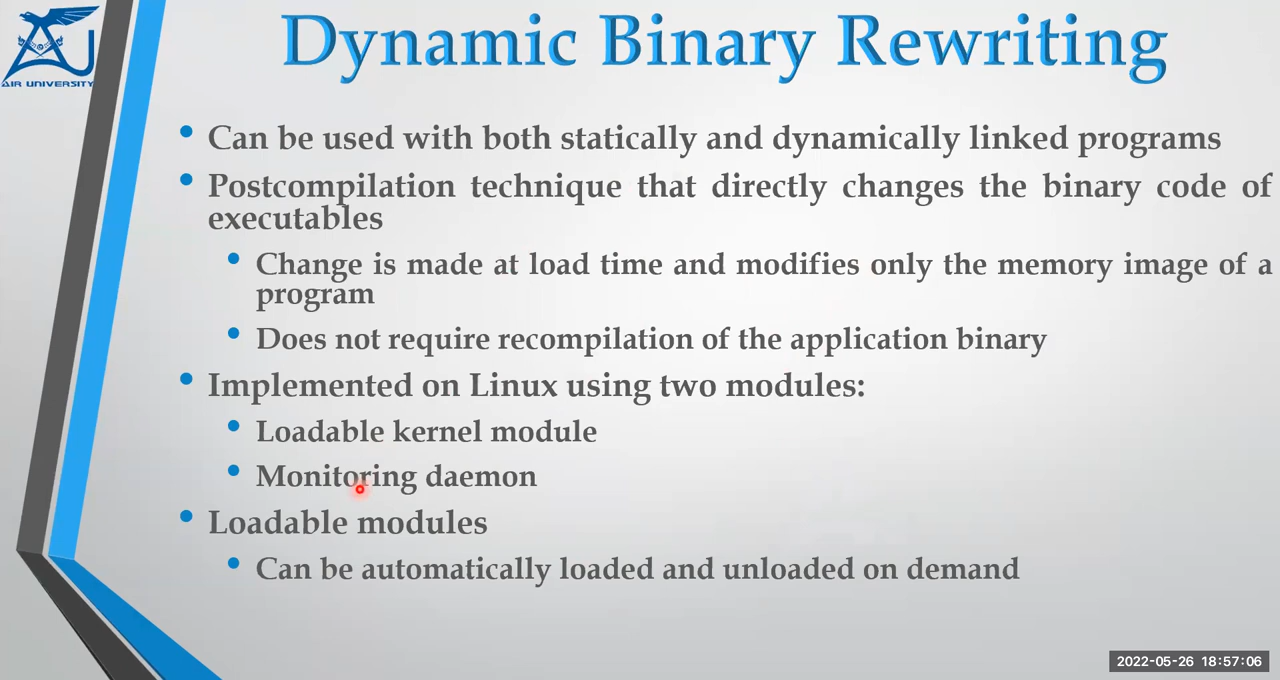 AIR UNIVERSITY
Dynamic Binary Rewriting
Can be used with both statically and dynamically linked programs
Postcompilation technique that directly changes the binary code of
executables
Change is made at load time and modifies only the memory image of a
program
Does not require recompilation of the application binary
Implemented on Linux using two modules:
Loadable kernel module
Monitoring daemon
Loadable modules
Can be automatically loaded and unloaded on demand
2022-05-26 18:57:06